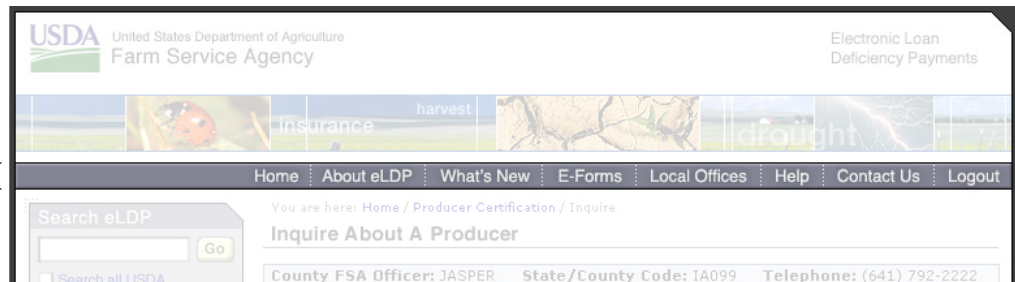 USDA United States Department of Agriculture
Farm Service Agency
Electronic Loan
Deficiency Payments
harvest
insurance
drought
Home About eLDP What's New E-Forms Local Offices Help Contact Us Logout
You are here: Home / Producer Certification / Inquire
Search eLDP
Inquire About A Producer
Go
Search all USDA
County FSA Officer: JASPER State/County Code: IA099 Telephone: (641) 792-2222